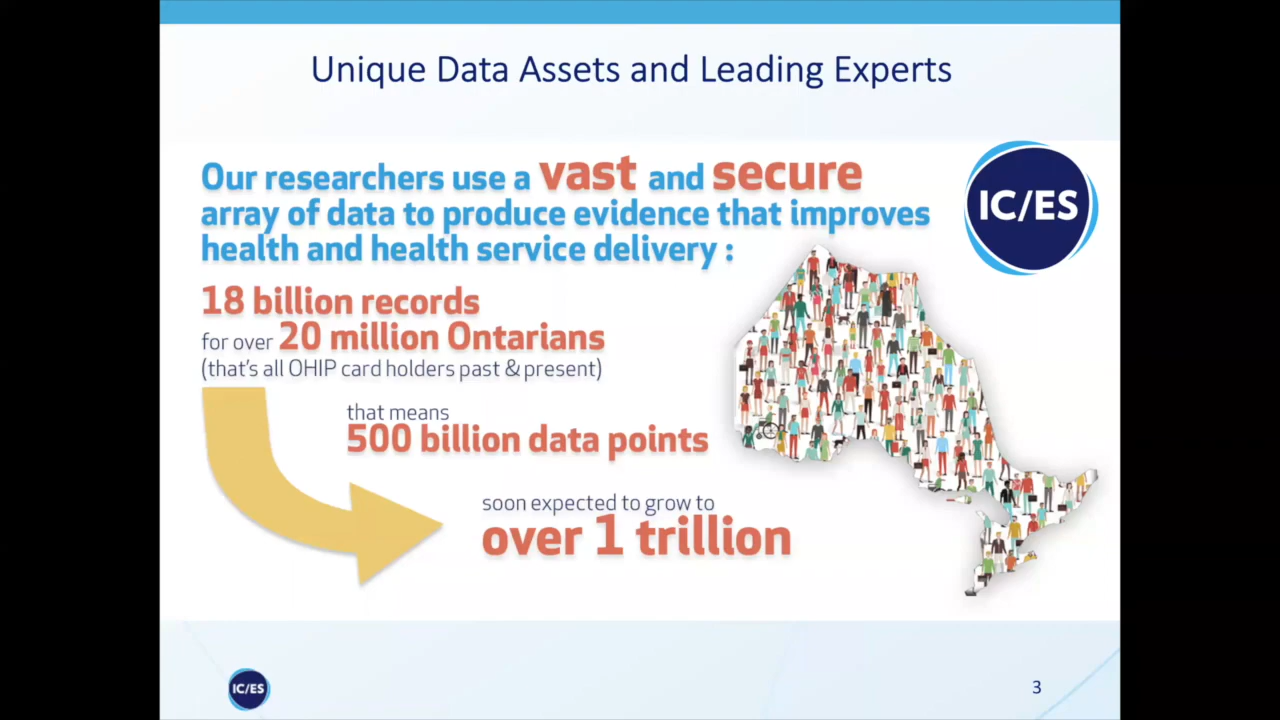 Unique Data Assets and Leading Experts
Our researchers use a vast and secure
array of data to produce evidence that improves
health and health service delivery :
IC/ES
18 billion records
for over 20 million Ontarians
(that's all OHIP card holders past & present)
that means
500 billion data points
soon expected to grow to
over 1 trillion
IC/ES
3